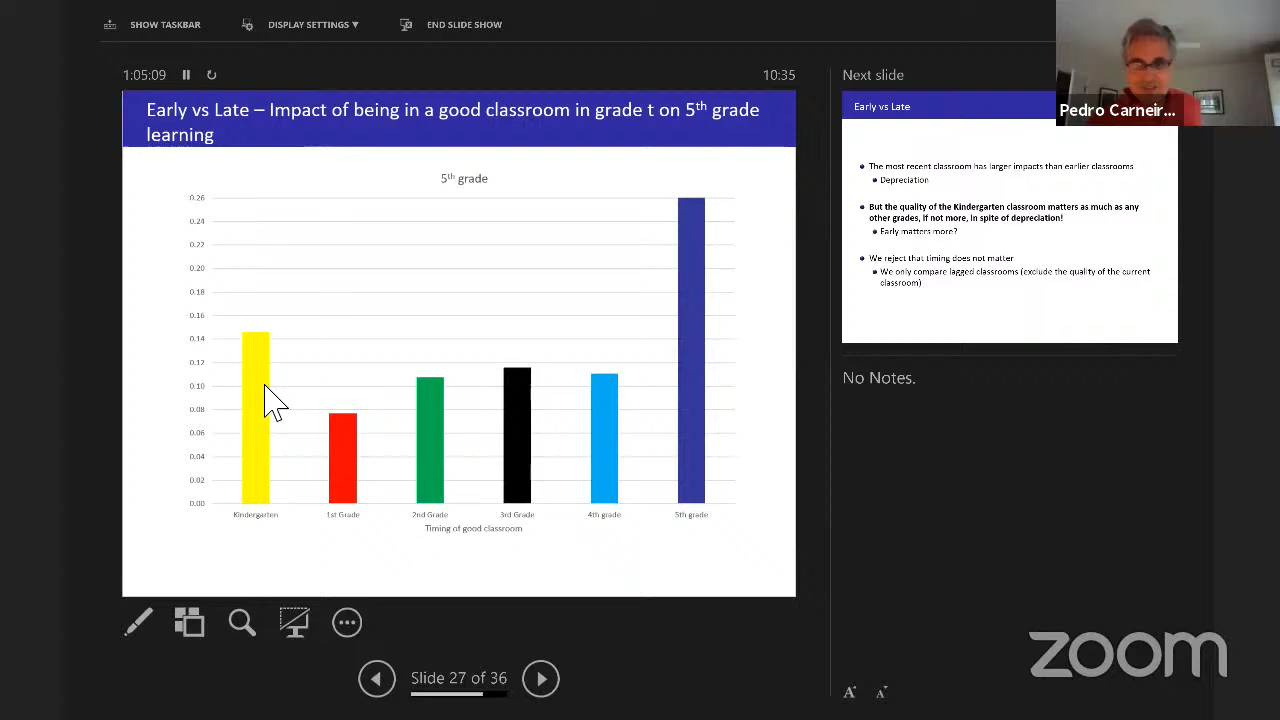 SHOW TASKBAR
DISPLAY SETTINGS ▼
END SLIDE SHOW
1:05:09
10:35
Early vs Late – Impact of being in a good classroom in grade t on 5th grade
learning
5th grade
0.26
0.24
0.22
0.20
0.18
0.16
0.14
0.12
0.10
0.08
0.06
0.04
0.02
0.00
Kindergarten
1st Grade
2nd Grade
3rd Grade
4th grade
5th grade
Timing of good classroom
Slide 27 of 36
Next slide
Pedro Carneir...
Early vs Late
The most recent classroom has larger impacts than earlier classrooms
Depreciation
But the quality of the Kindergarten classroom matters as much as any
other grades, if not more, in spite of depreciation!
Early matters more?
We reject that timing does not matter
We only compare lagged classrooms (exclude the quality of the current
classroom)
No Notes.
zoom
A A